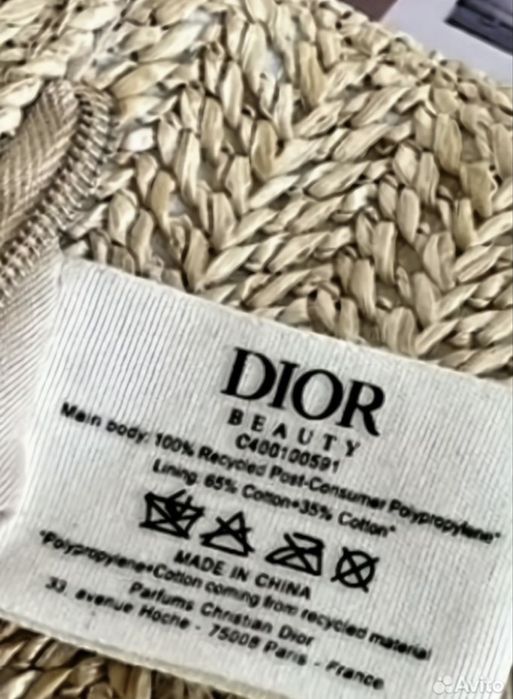 DIOR
BEAUTY
C400100591
Main body: 100% Recycled Post-Consumer Polypropylene*
Lining: 65% Cotton+35% Cotton*
MADE IN CHINA
*Polypropylene+Cotton coming from recycled material
Parfums Christian Dior
33, avenue Hoche - 75008 Paris - France
Avito